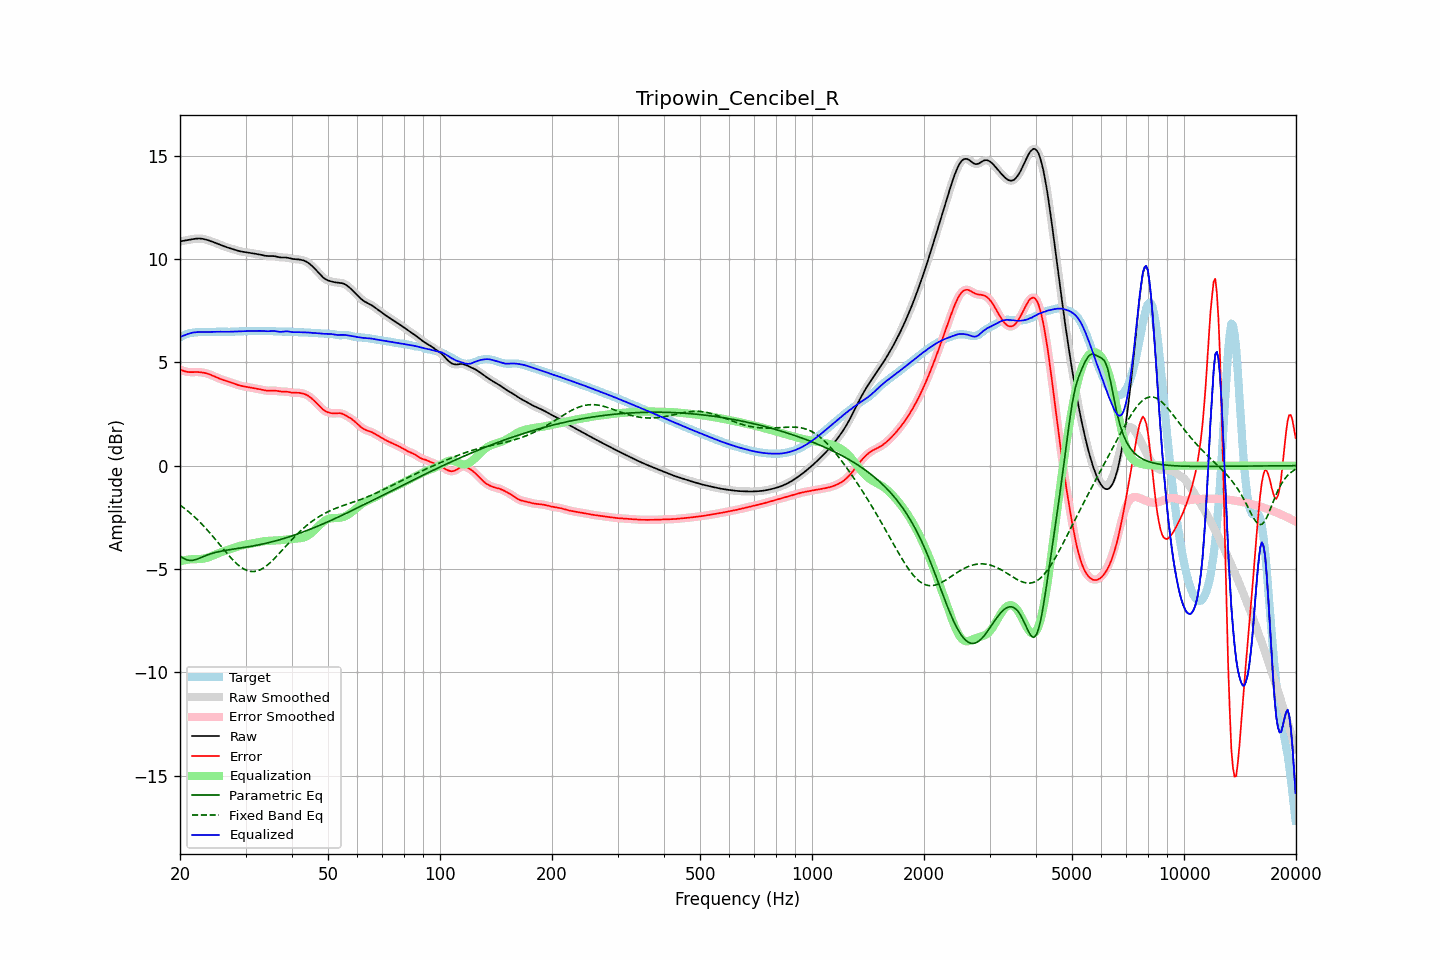 Tripowin_Cencibel_R
Amplitude (dBr)
15
10
5
0
−5
−10
−15
Target
Raw Smoothed
Error Smoothed
Raw
Error
Equalization
Parametric Eq
Fixed Band Eq
Equalized
20 50 100 200 500 1000 2000 5000 10000 20000
Frequency (Hz)